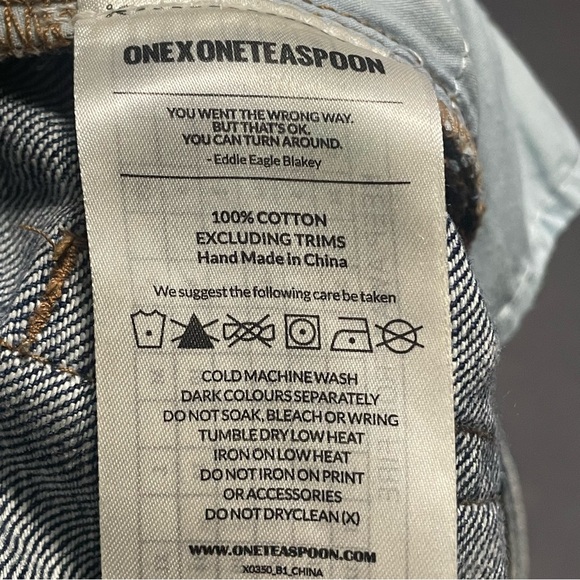 ONEXONETEASPOON
YOU WENT THE WRONG WAY.
BUT THAT'S OK.
YOU CAN TURN AROUND.
- Eddie Eagle Blakey
100% COTTON
EXCLUDING TRIMS
Hand Made in China
We suggest the following care be taken
COLD MACHINE WASH
DARK COLOURS SEPARATELY
DO NOT SOAK, BLEACH OR WRING
TUMBLE DRY LOW HEAT
IRON ON LOW HEAT
DO NOT IRON ON PRINT
OR ACCESSORIES
DO NOT DRYCLEAN (X)
WWW.ONETEASPOON.COM
X0350_B1_CHINA